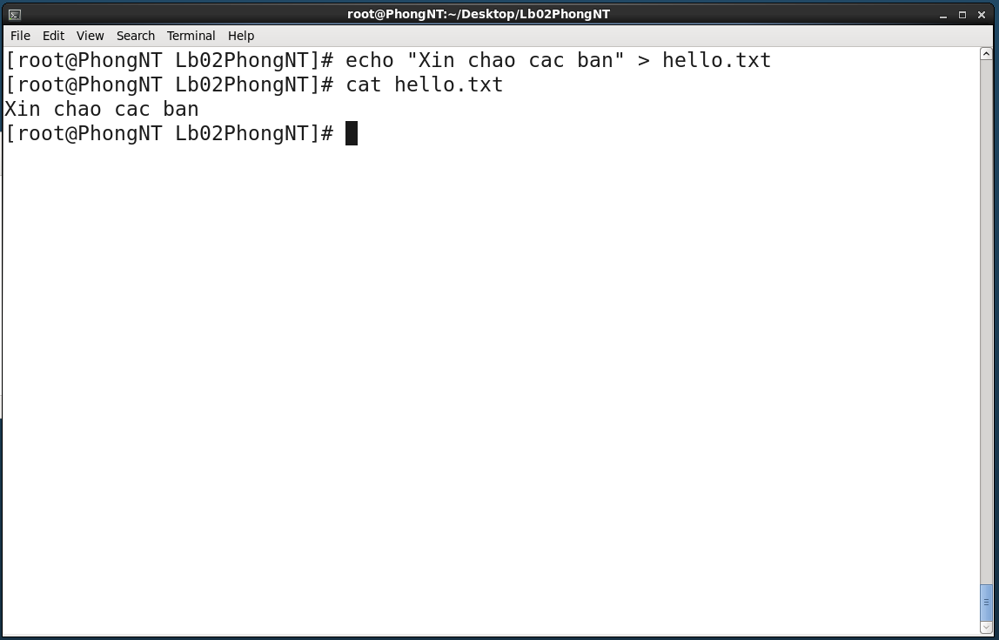 root@PhongNT:~/Desktop/Lb02PhongNT
File Edit View Search Terminal Help
[root@PhongNT Lb02PhongNT]# echo "Xin chao cac ban" > hello.txt
[root@PhongNT Lb02PhongNT]# cat hello.txt
Xin chao cac ban
[root@PhongNT Lb02PhongNT]#